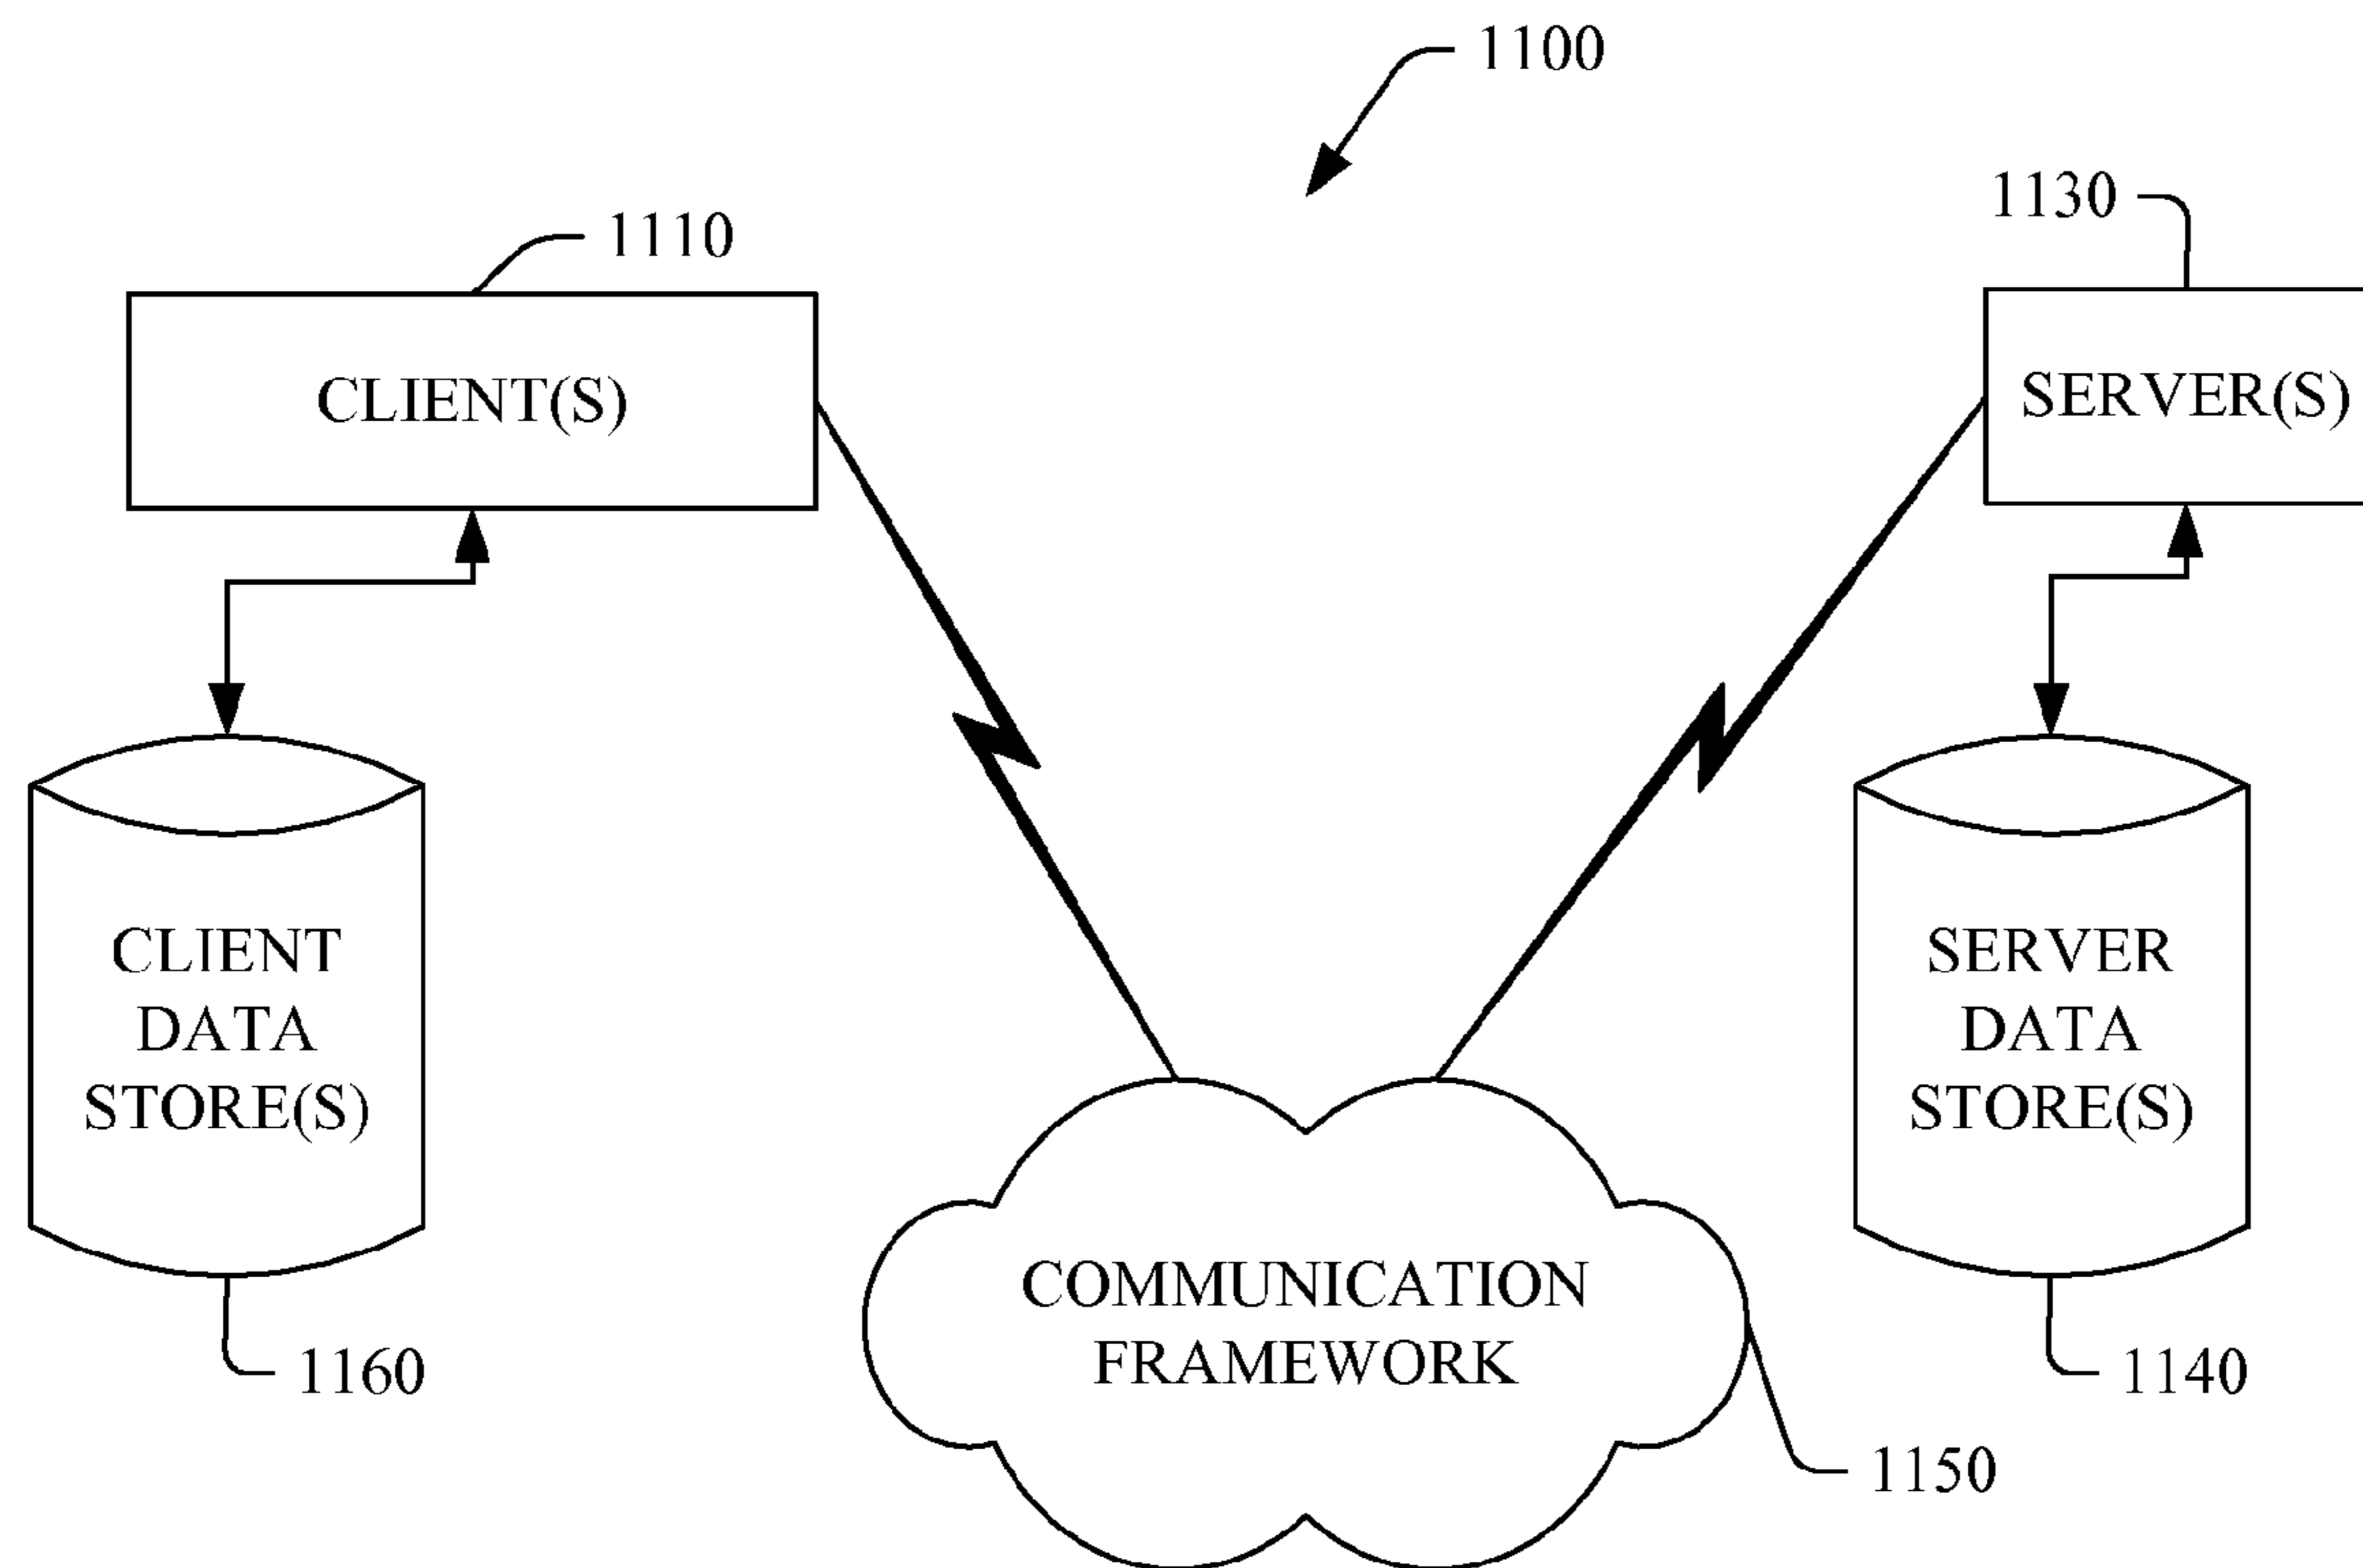 1100
1130
1110
CLIENT(S)
SERVER(S)
CLIENT
DATA
STORE(S)
SERVER
DATA
STORE(S)
COMMUNICATION
FRAMEWORK
1160
1140
1150